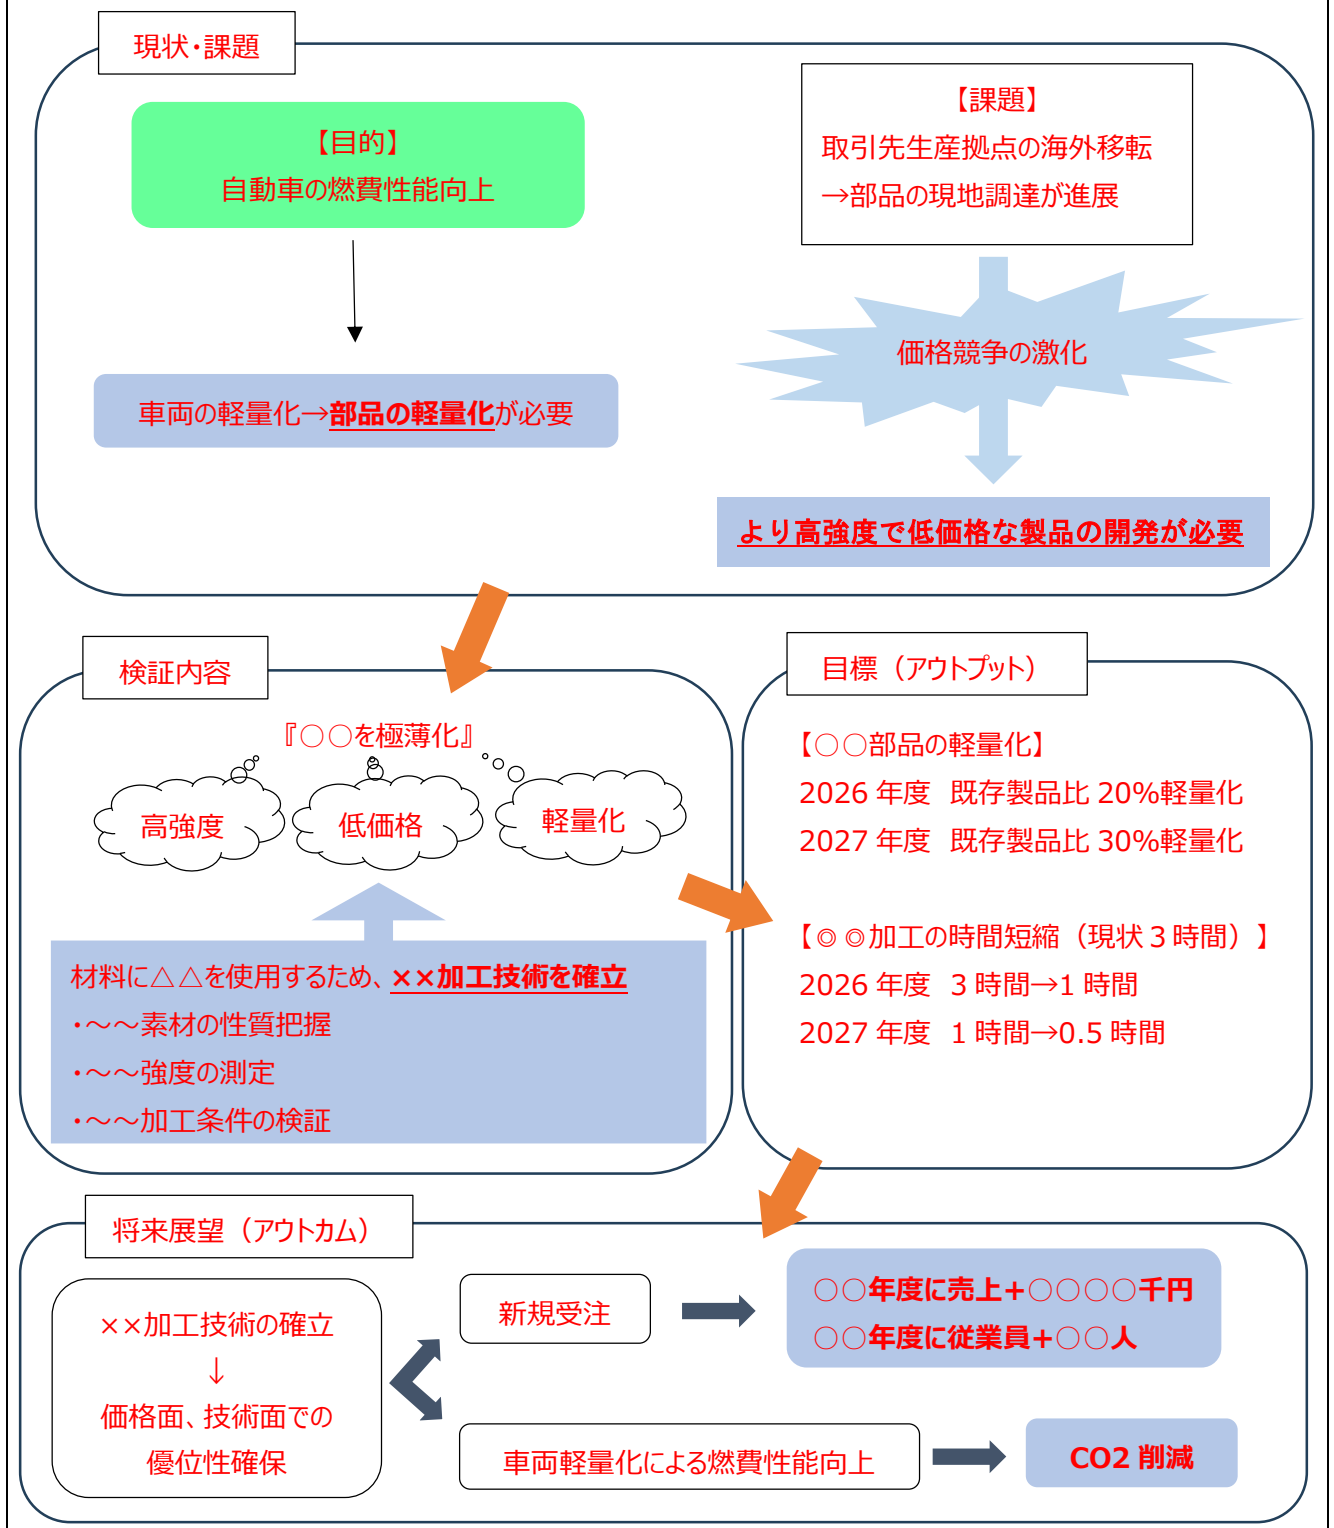 現状・課題
【目的】
自動車の燃費性能向上
車両の軽量化→部品の軽量化が必要
【課題】
取引先生産拠点の海外移転
→部品の現地調達が進展
価格競争の激化
より高強度で低価格な製品の開発が必要
検証内容
『○○を極薄化』
高強度
低価格
軽量化
材料に△△を使用するため、××加工技術を確立
・～～素材の性質把握
・～～強度の測定
・～～加工条件の検証
目標（アウトプット）
【○○部品の軽量化】
2026 年度 既存製品比 20%軽量化
2027 年度 既存製品比 30%軽量化
【◎◎加工の時間短縮（現状３時間）】
2026 年度 ３時間→1 時間
2027 年度 １時間→0.5 時間
将来展望（アウトカム）
××加工技術の確立
↓
価格面、技術面での
優位性確保
新規受注
○○年度に売上+○○○○千円
○○年度に従業員+○○人
車両軽量化による燃費性能向上
CO2 削減